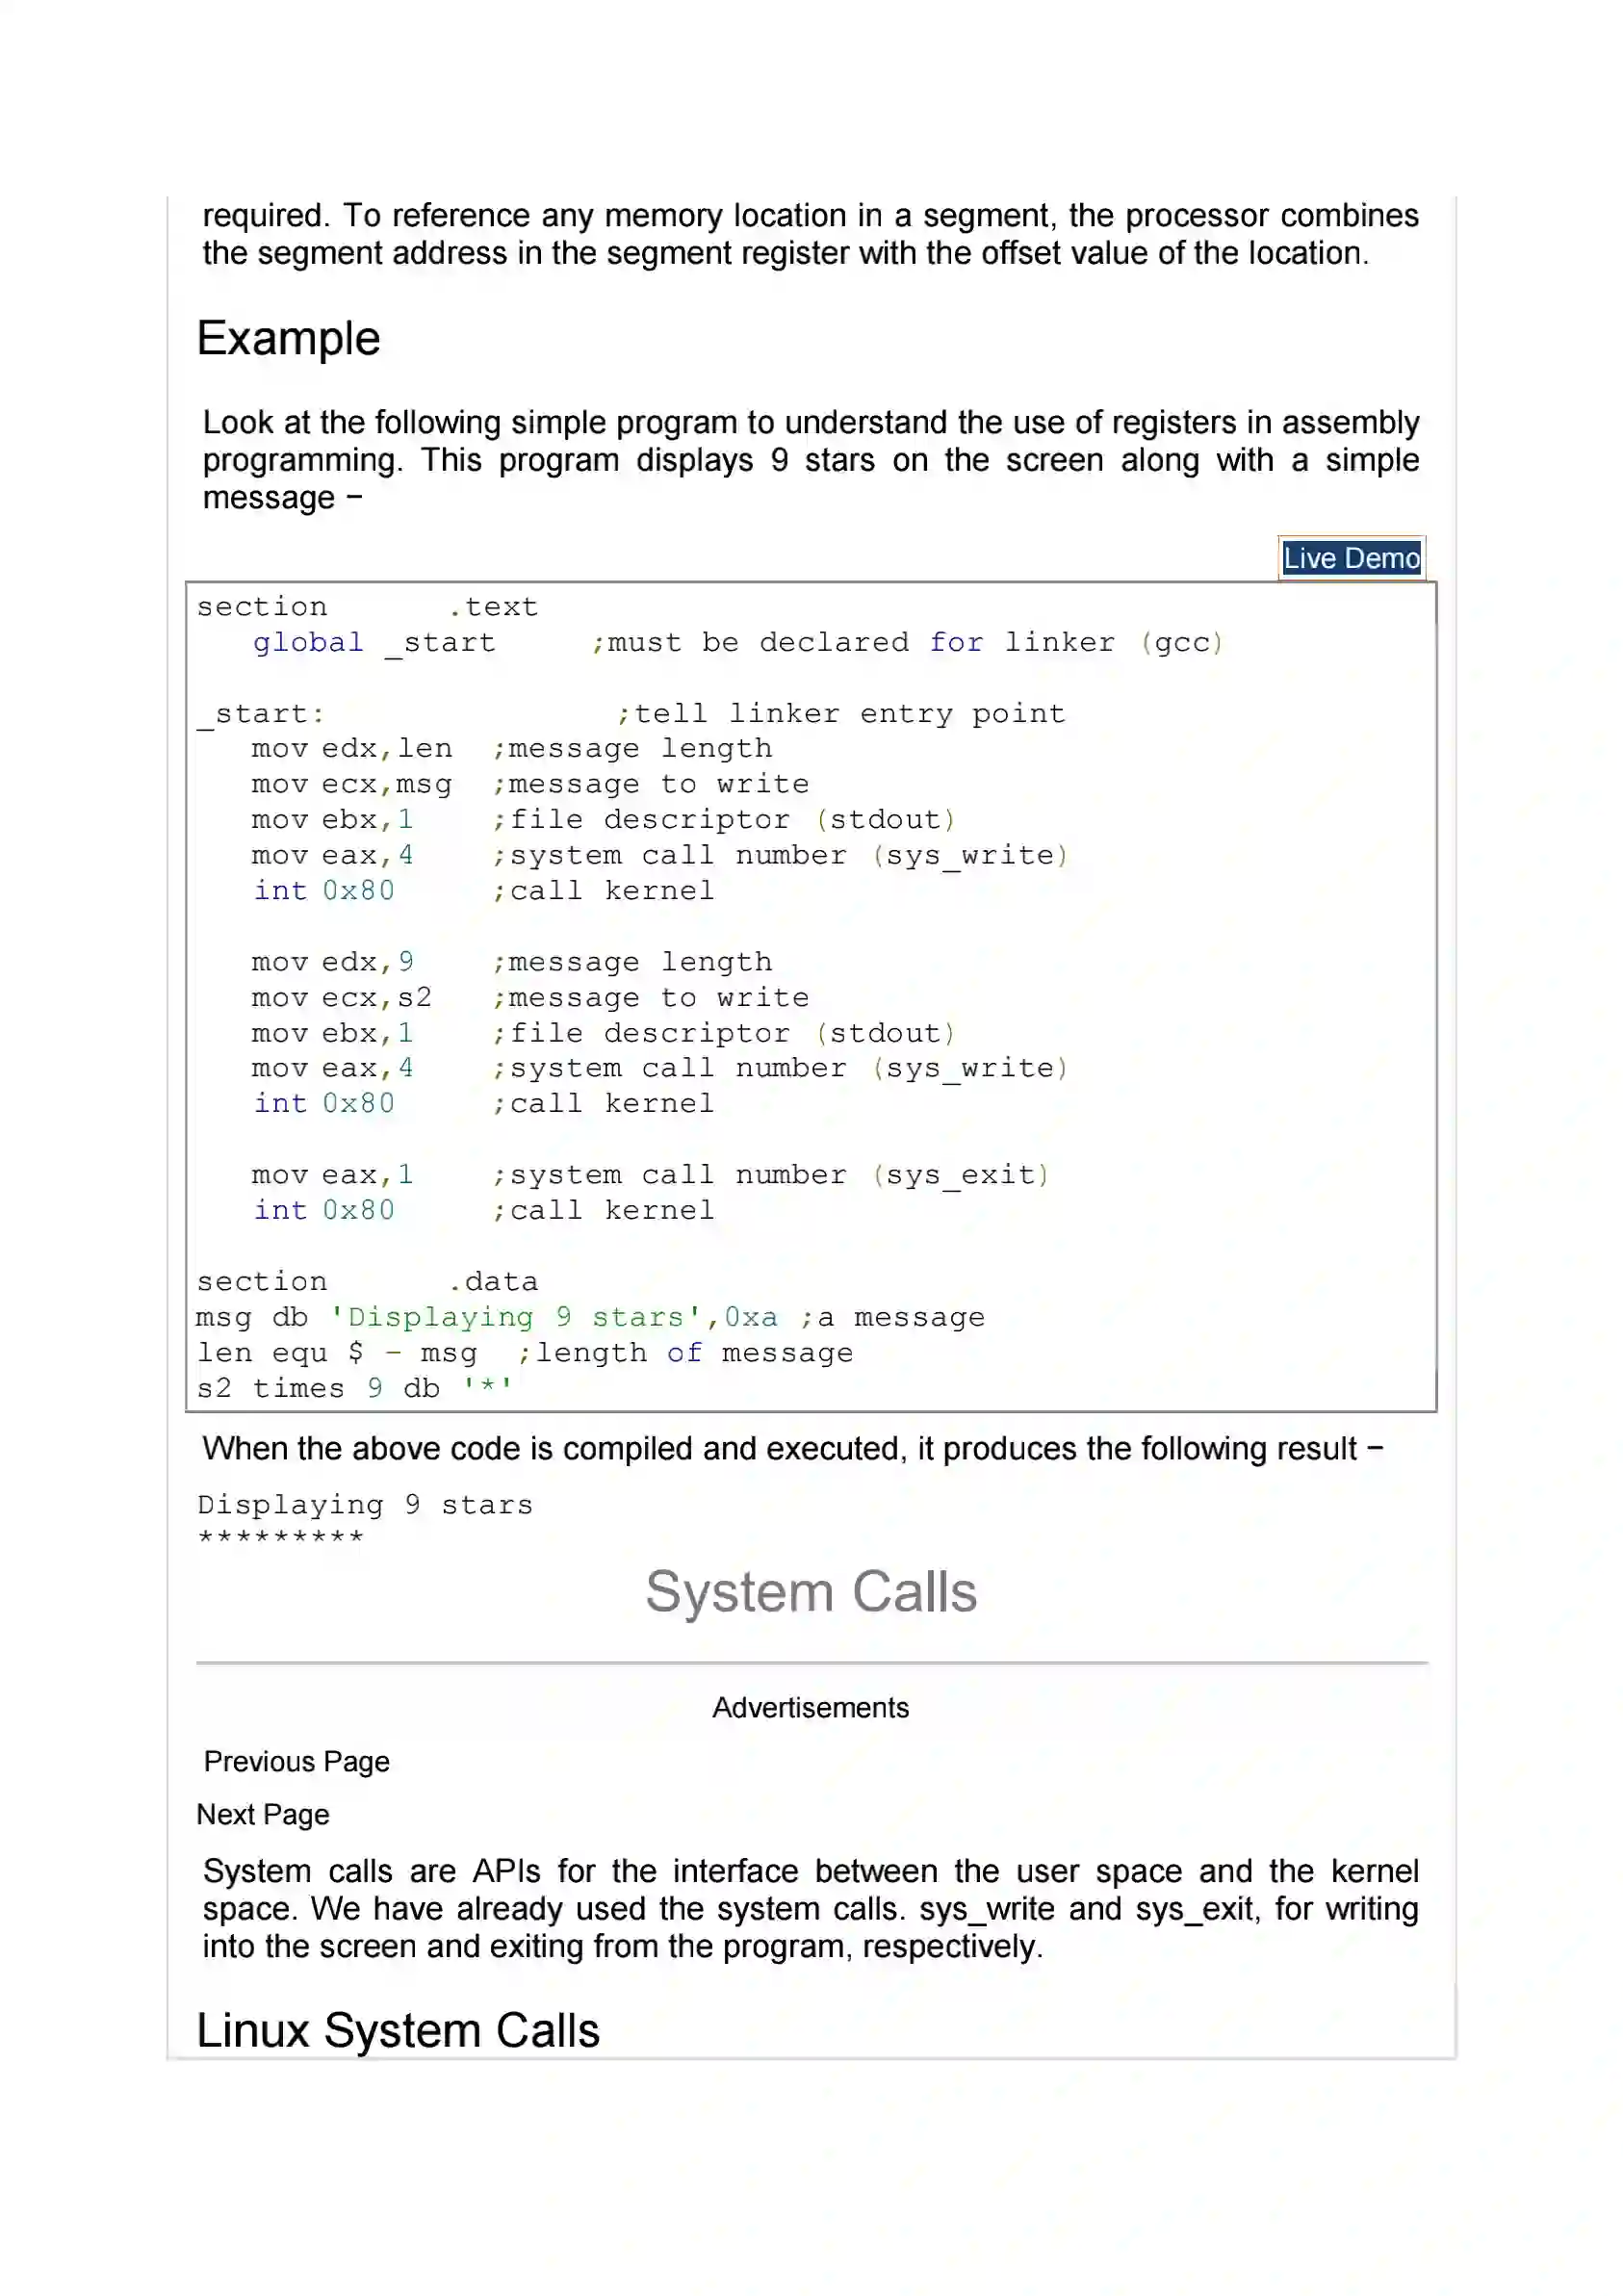 required. To reference any memory location in a segment, the processor combines
the segment address in the segment register with the offset value of the location.
Example
Look at the following simple program to understand the use of registers in assembly
programming. This program displays 9 stars on the screen along with a simple
message −
Live Demo
section .text
global _start ;must be declared for linker (gcc)
_start: ;tell linker entry point
mov edx,len ;message length
mov ecx,msg ;message to write
mov ebx,1 ;file descriptor (stdout)
mov eax,4 ;system call number (sys_write)
int 0x80 ;call kernel
mov edx,9 ;message length
mov ecx,s2 ;message to write
mov ebx,1 ;file descriptor (stdout)
mov eax,4 ;system call number (sys_write)
int 0x80 ;call kernel
mov eax,1 ;system call number (sys_exit)
int 0x80 ;call kernel
section .data
msg db 'Displaying 9 stars',0xa ;a message
len equ $ - msg ;length of message
s2 times 9 db '*'
When the above code is compiled and executed, it produces the following result −
Displaying 9 stars
*********
System Calls
Advertisements
Previous Page
Next Page
System calls are APIs for the interface between the user space and the kernel
space. We have already used the system calls. sys_write and sys_exit, for writing
into the screen and exiting from the program, respectively.
Linux System Calls